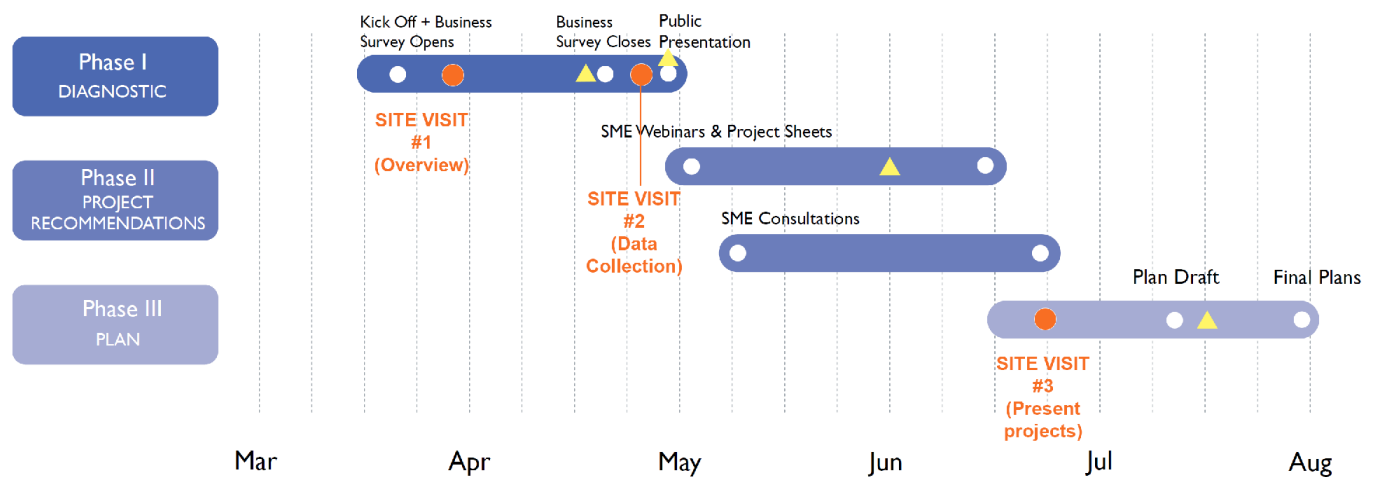 Kick Off + Business
Survey Opens
Business
Survey Closes
Public
Presentation
Phase I
DIAGNOSTIC
SITE VISIT
#1
(Overview)
SME Webinars & Project Sheets
Phase II
PROJECT
RECOMMENDATIONS
SITE VISIT
#2
(Data
Collection)
SME Consultations
Phase III
PLAN
Plan Draft
Final Plans
SITE VISIT
#3
(Present
projects)
Mar
Apr
May
Jun
Jul
Aug